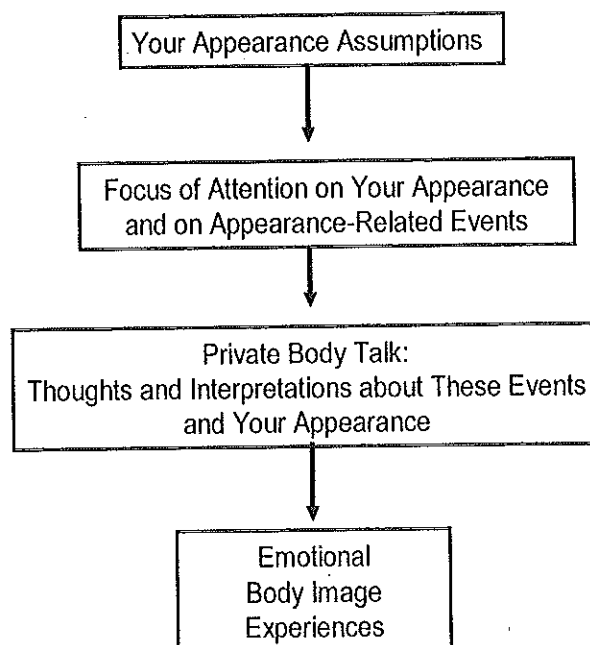 Your Appearance Assumptions
Focus of Attention on Your Appearance
and on Appearance-Related Events
Private Body Talk:
Thoughts and Interpretations about These Events
and Your Appearance
Emotional
Body Image
Experiences